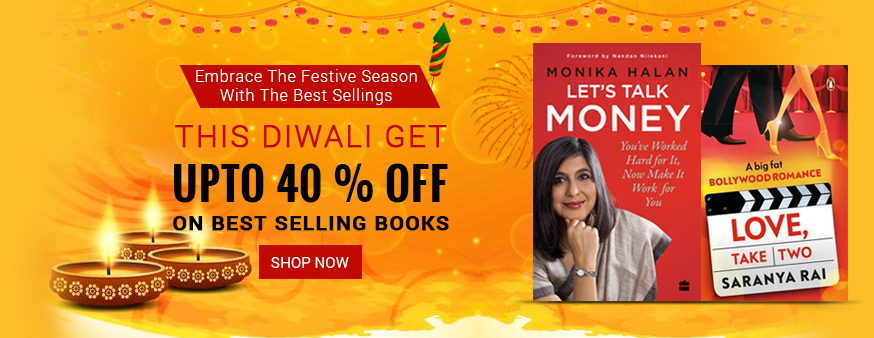 Embrace The Festive Season
With The Best Sellings
THIS DIWALI GET
UPTO 40 % OFF
ON BEST SELLING BOOKS
SHOP NOW
Foreword by Nandan Nilekani
MONIKA HALAN
LET'S TALK
MONEY
You've Worked
Hard for It,
Now Make It
Work for
You
A big fat
BOLLYWOOD ROMANCE
LOVE,
TAKE TWO
SARANYA RAI